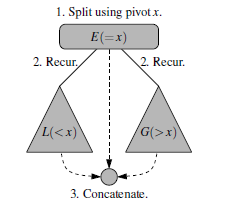 1. Split using pivot x.
E(=x)
2. Recur.
2. Recur.
L(<x)
G(>x)
3. Concatenate.